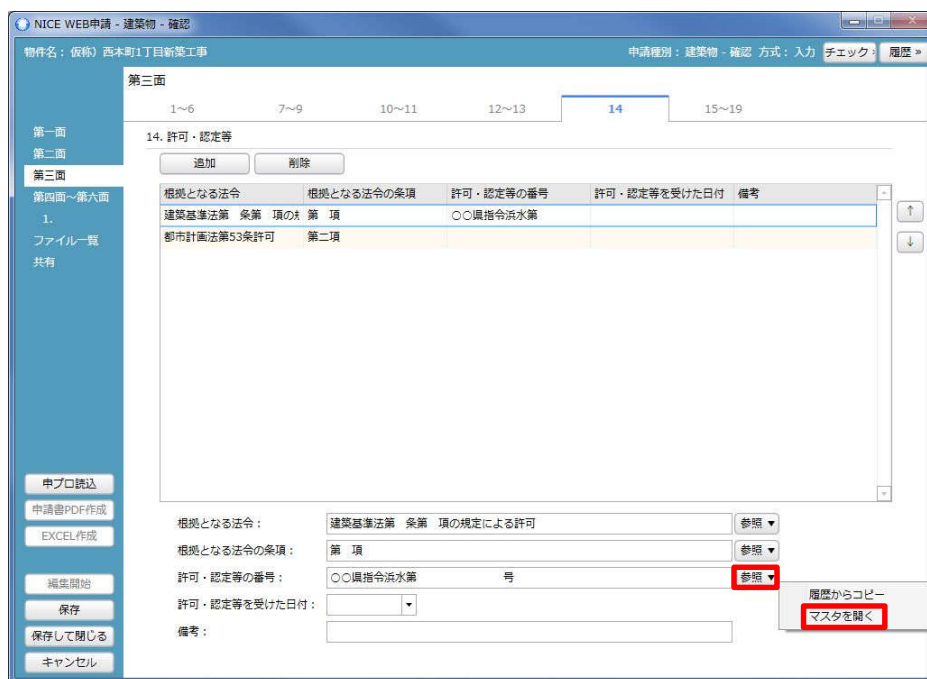 NICE WEB申請 - 建築物 - 確認
物件名：仮称）西本町1丁目新築工事 申請種別：建築物 - 確認 方式：入力 チェック » 履歴 »
第三面
1～6 7～9 10～11 12～13 14 15～19
第一面
第二面
第三面
第四面～第六面
1.
ファイル一覧
共有
14. 許可・認定等
追加 削除
根拠となる法令 根拠となる法令の条項 許可・認定等の番号 許可・認定等を受けた日付 備考
建築基準法第　条第　項の 第　項 〇〇県指令浜水第
都市計画法第53条許可 第二項
↑
↓
申プロ読込
申請書PDF作成
EXCEL作成
編集開始
保存
保存して閉じる
キャンセル
根拠となる法令： 建築基準法第　条第　項の規定による許可 参照 ▼
根拠となる法令の条項： 第　項 参照 ▼
許可・認定等の番号： 〇〇県指令浜水第　　　　　　　号 参照 ▼
許可・認定等を受けた日付：
備考：
履歴からコピー
マスタを開く